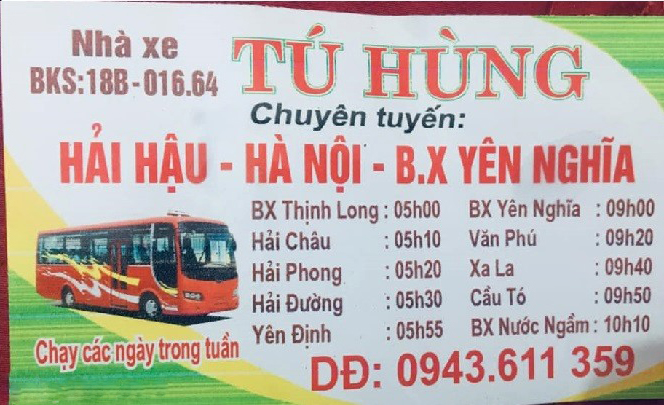 Nhà xe
BKS:18B-016.64
TÚ HÙNG
Chuyên tuyến:
HẢI HẬU - HÀ NỘI - B.X YÊN NGHĨA
BX Thịnh Long : 05h00
Hải Châu : 05h10
Hải Phong : 05h20
Hải Đường : 05h30
Yên Định : 05h55
BX Yên Nghĩa : 09h00
Văn Phú : 09h20
Xa La : 09h40
Cầu Tó : 09h50
BX Nước Ngầm : 10h10
Chạy các ngày trong tuần
DĐ: 0943.611 359